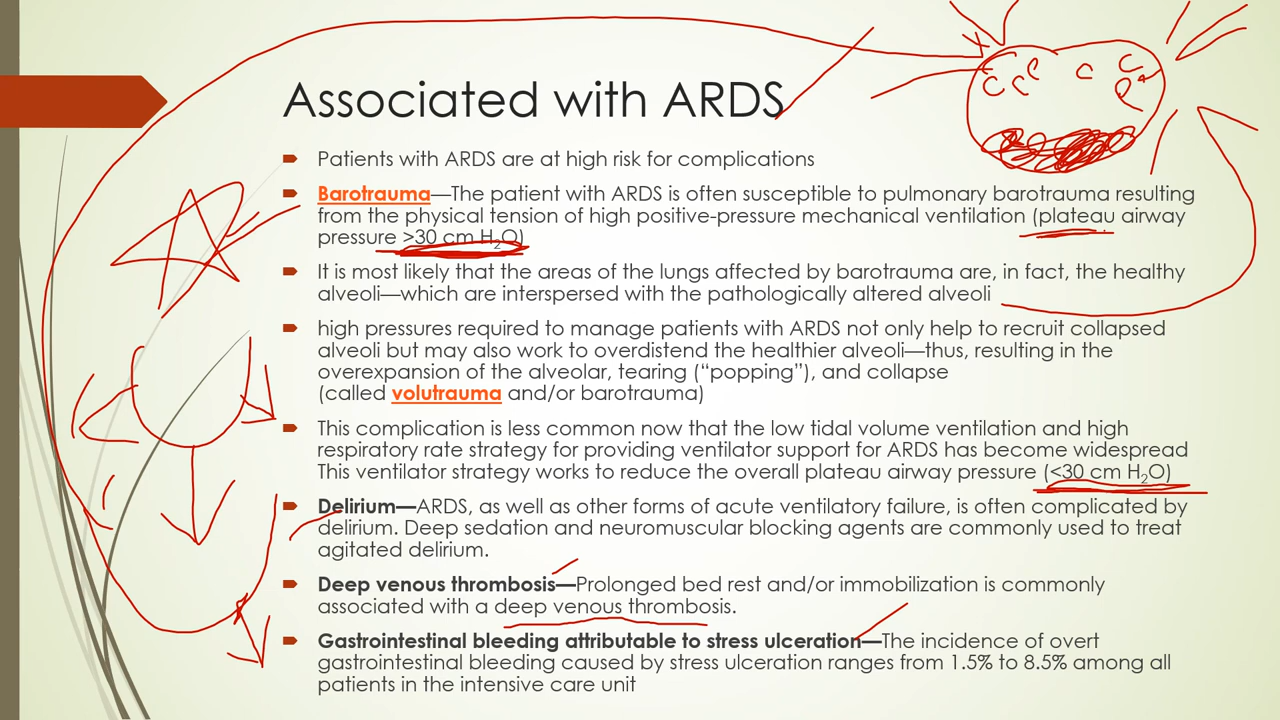 Associated with ARDS
Patients with ARDS are at high risk for complications
Barotrauma—The patient with ARDS is often susceptible to pulmonary barotrauma resulting
from the physical tension of high positive-pressure mechanical ventilation (plateau airway
pressure >30 cm H₂O)
It is most likely that the areas of the lungs affected by barotrauma are, in fact, the healthy
alveoli—which are interspersed with the pathologically altered alveoli
high pressures required to manage patients with ARDS not only help to recruit collapsed
alveoli but may also work to overdistend the healthier alveoli—thus, resulting in the
overexpansion of the alveolar, tearing (“popping”), and collapse
(called volutrauma and/or barotrauma)
This complication is less common now that the low tidal volume ventilation and high
respiratory rate strategy for providing ventilator support for ARDS has become widespread
This ventilator strategy works to reduce the overall plateau airway pressure (<30 cm H₂O)
Delirium—ARDS, as well as other forms of acute ventilatory failure, is often complicated by
delirium. Deep sedation and neuromuscular blocking agents are commonly used to treat
agitated delirium.
Deep venous thrombosis—Prolonged bed rest and/or immobilization is commonly
associated with a deep venous thrombosis.
Gastrointestinal bleeding attributable to stress ulceration—The incidence of overt
gastrointestinal bleeding caused by stress ulceration ranges from 1.5% to 8.5% among all
patients in the intensive care unit